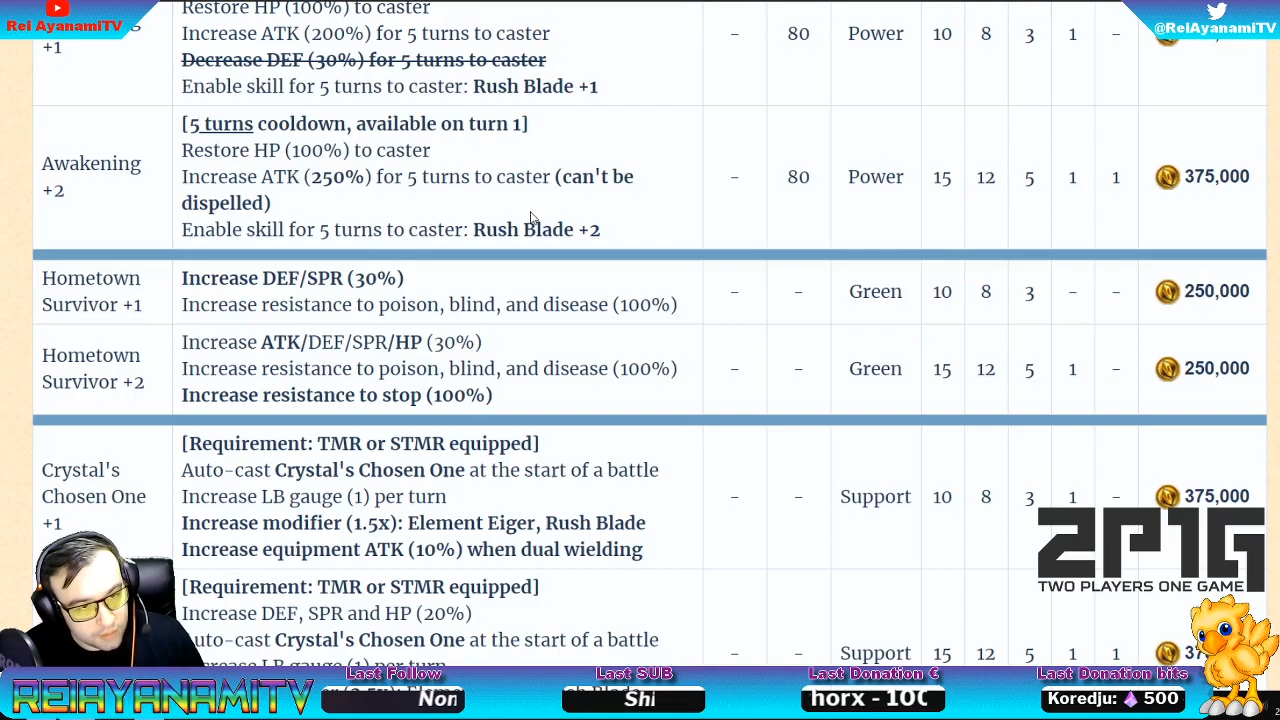 Rei AyanamiTV
@ReiAyanamiTV
Restore HP (100%) to caster
Increase ATK (200%) for 5 turns to caster
Decrease DEF (30%) for 5 turns to caster
Enable skill for 5 turns to caster: Rush Blade +1
+1
- 80 Power 10 8 3 1 -
Awakening
+2
[5 turns cooldown, available on turn 1]
Restore HP (100%) to caster
Increase ATK (250%) for 5 turns to caster (can't be
dispelled)
Enable skill for 5 turns to caster: Rush Blade +2
- 80 Power 15 12 5 1 1 375,000
Hometown
Survivor +1
Increase DEF/SPR (30%)
Increase resistance to poison, blind, and disease (100%)
- - Green 10 8 3 - - 250,000
Hometown
Survivor +2
Increase ATK/DEF/SPR/HP (30%)
Increase resistance to poison, blind, and disease (100%)
Increase resistance to stop (100%)
- - Green 15 12 5 1 - 250,000
Crystal's
Chosen One
+1
[Requirement: TMR or STMR equipped]
Auto-cast Crystal's Chosen One at the start of a battle
Increase LB gauge (1) per turn
Increase modifier (1.5x): Element Eiger, Rush Blade
Increase equipment ATK (10%) when dual wielding
- - Support 10 8 3 1 - 375,000
[Requirement: TMR or STMR equipped]
Increase DEF, SPR and HP (20%)
Auto-cast Crystal's Chosen One at the start of a battle
- - Support 15 12 5 1 1
2P1G
TWO PLAYERS ONE GAME
REIAYANAMITV
Last Follow
Non
Last SUB
Shi
Last Donation €
horx - 10
Last Donation bits
Koredju: 500